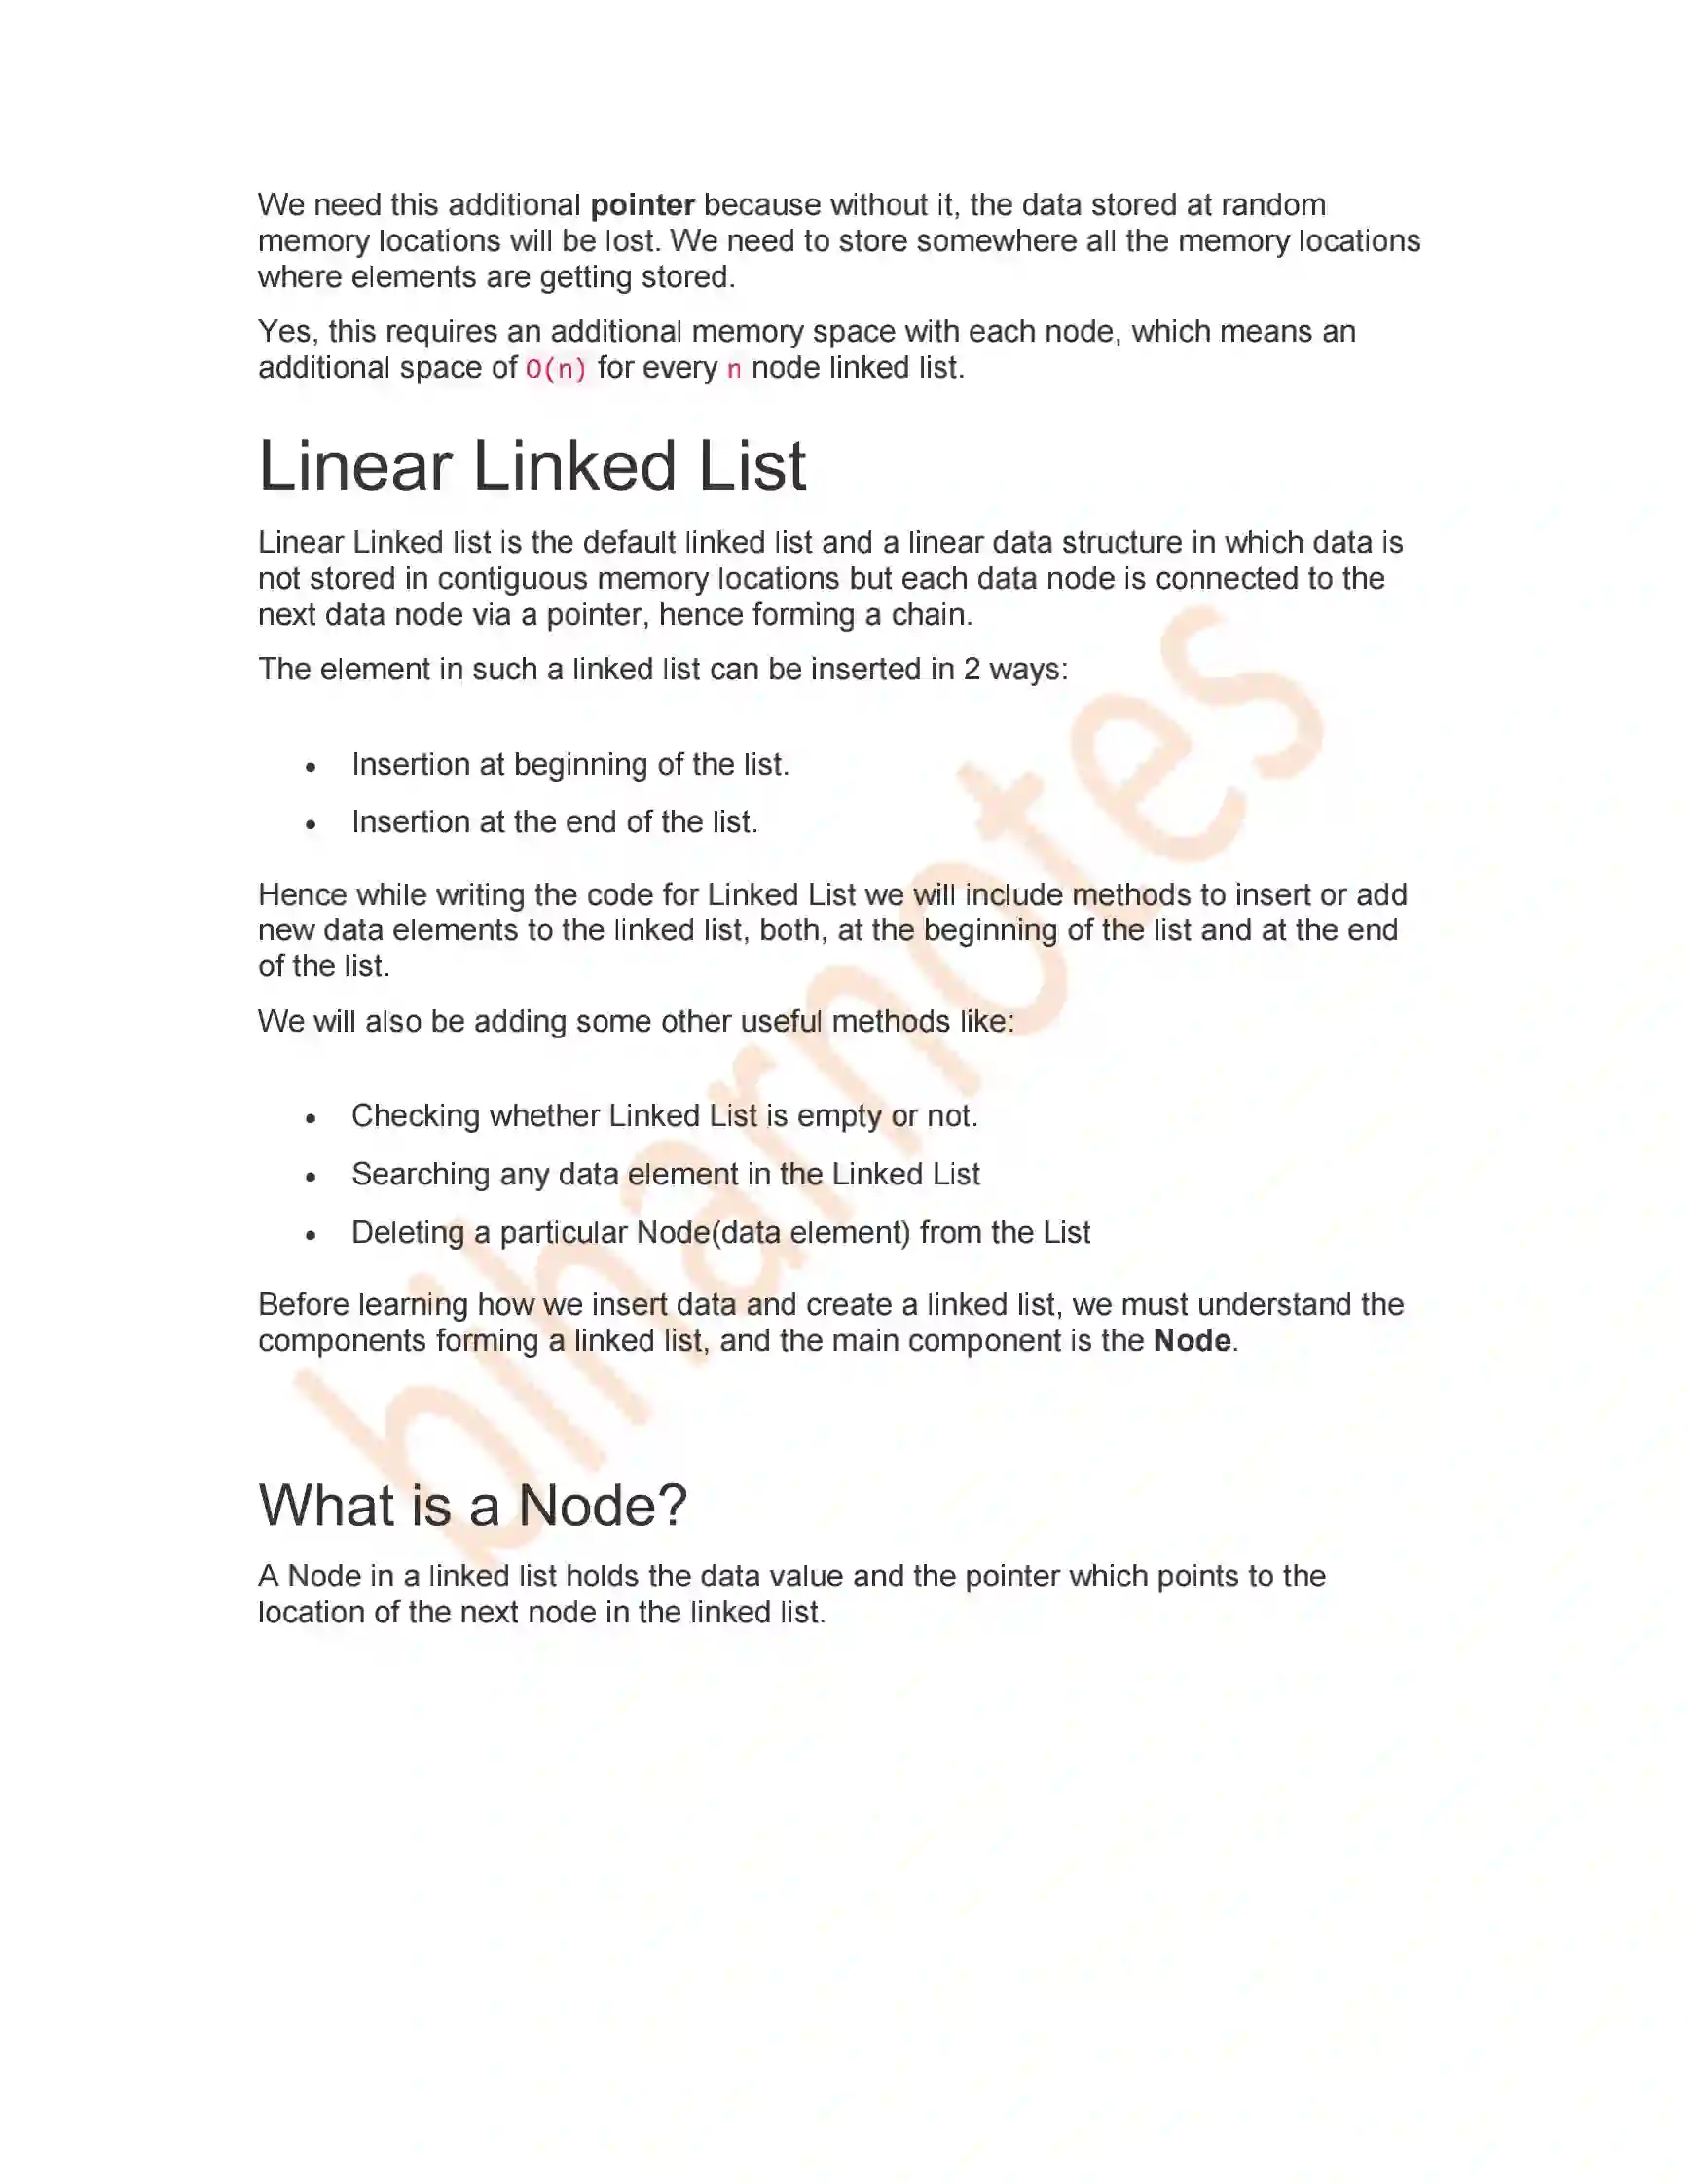 We need this additional pointer because without it, the data stored at random
memory locations will be lost. We need to store somewhere all the memory locations
where elements are getting stored.
Yes, this requires an additional memory space with each node, which means an
additional space of O(n) for every n node linked list.
Linear Linked List
Linear Linked list is the default linked list and a linear data structure in which data is
not stored in contiguous memory locations but each data node is connected to the
next data node via a pointer, hence forming a chain.
The element in such a linked list can be inserted in 2 ways:
• Insertion at beginning of the list.
• Insertion at the end of the list.
Hence while writing the code for Linked List we will include methods to insert or add
new data elements to the linked list, both, at the beginning of the list and at the end
of the list.
We will also be adding some other useful methods like:
• Checking whether Linked List is empty or not.
• Searching any data element in the Linked List
• Deleting a particular Node(data element) from the List
Before learning how we insert data and create a linked list, we must understand the
components forming a linked list, and the main component is the Node.
What is a Node?
A Node in a linked list holds the data value and the pointer which points to the
location of the next node in the linked list.
biharnotes